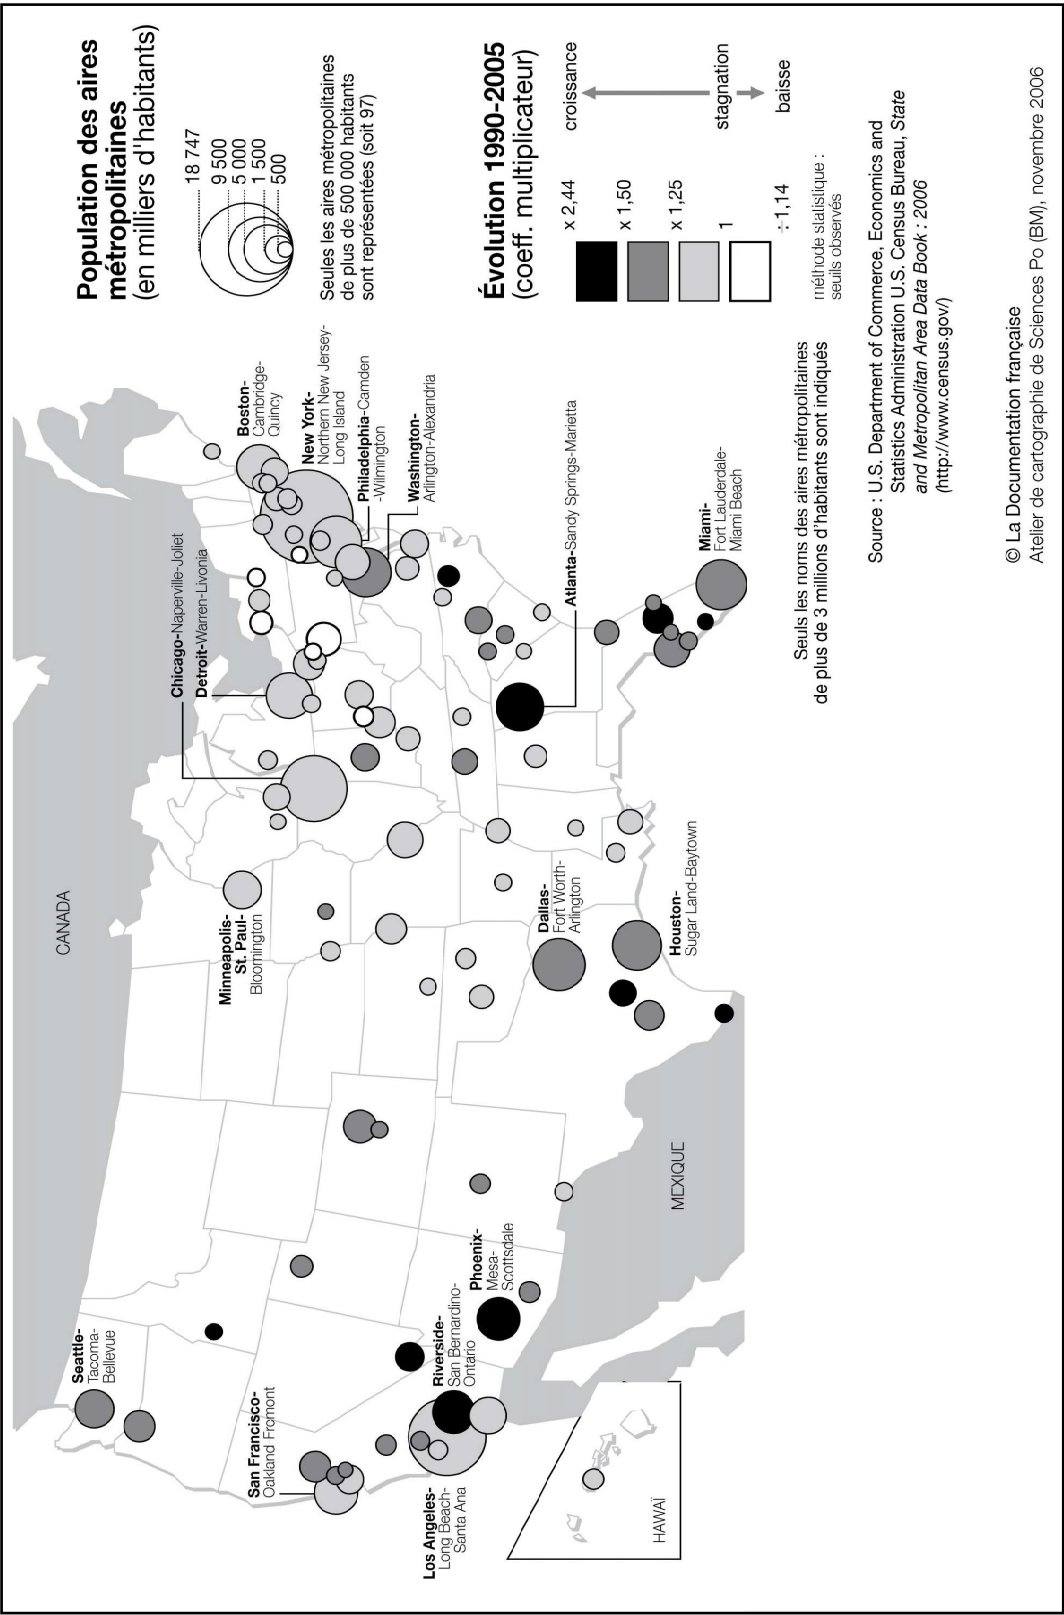 Population des aires
métropolitaines
(en milliers d'habitants)
18 747
9 500
5 000
1 500
500
Seules les aires métropolitaines
de plus de 500 000 habitants
sont représentées (soit 97)
Évolution 1990-2005
(coeff. multiplicateur)
x 2,44
x 1,50
x 1,25
1
÷1,14
croissance
stagnation
baisse
méthode statistique :
seuils observés
CANADA
Seattle-
Tacoma-
Bellevue
San Francisco-
Oakland Fromont
Los Angeles-
Long Beach-
Santa Ana
Riverside-
San Bernardino-
Ontario
Phoenix-
Mesa-
Scottsdale
Minneapolis-
St. Paul-
Bloomington
Chicago-Naperville-Joliet
Detroit-Warren-Livonia
Boston-
Cambridge-
Quincy
New York-
Northern New Jersey-
Long Island
Philadelphia-Camden
-Wilmington
Washington-
Arlington-Alexandria
Atlanta-Sandy Springs-Marietta
Dallas-
Fort Worth-
Arlington
Houston-
Sugar Land-Baytown
Miami-
Fort Lauderdale-
Miami Beach
MEXIQUE
HAWAÏ
Seuls les noms des aires métropolitaines
de plus de 3 millions d'habitants sont indiqués
Source : U.S. Department of Commerce, Economics and
Statistics Administration U.S. Census Bureau, State
and Metropolitan Area Data Book : 2006
(http://www.census.gov/)
© La Documentation française
Atelier de cartographie de Sciences Po (BM), novembre 2006